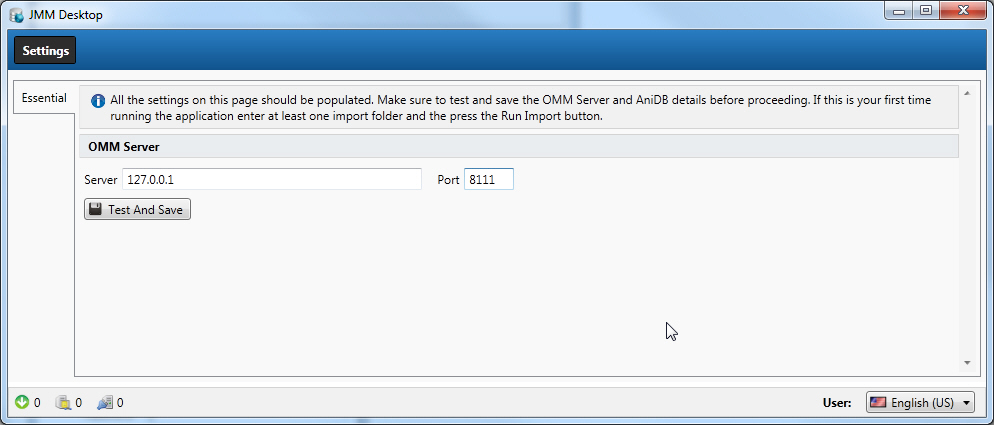 JMM Desktop
Settings
Essential
All the settings on this page should be populated. Make sure to test and save the OMM Server and AniDB details before proceeding. If this is your first time
running the application enter at least one import folder and the press the Run Import button.
OMM Server
Server 127.0.0.1 Port 8111
Test And Save
0 0 0 User: English (US)